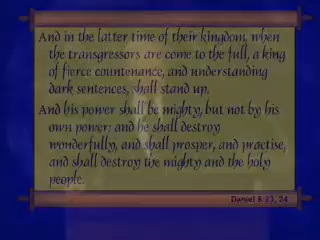 And in the latter time of their kingdom, when
the transgressors are come to the full, a king
of fierce countenance, and understanding
dark sentences, shall stand up.
And his power shall be mighty, but not by his
own power: and he shall destroy
wonderfully, and shall prosper, and practise,
and shall destroy the mighty and the holy
people.
Daniel 8:23, 24